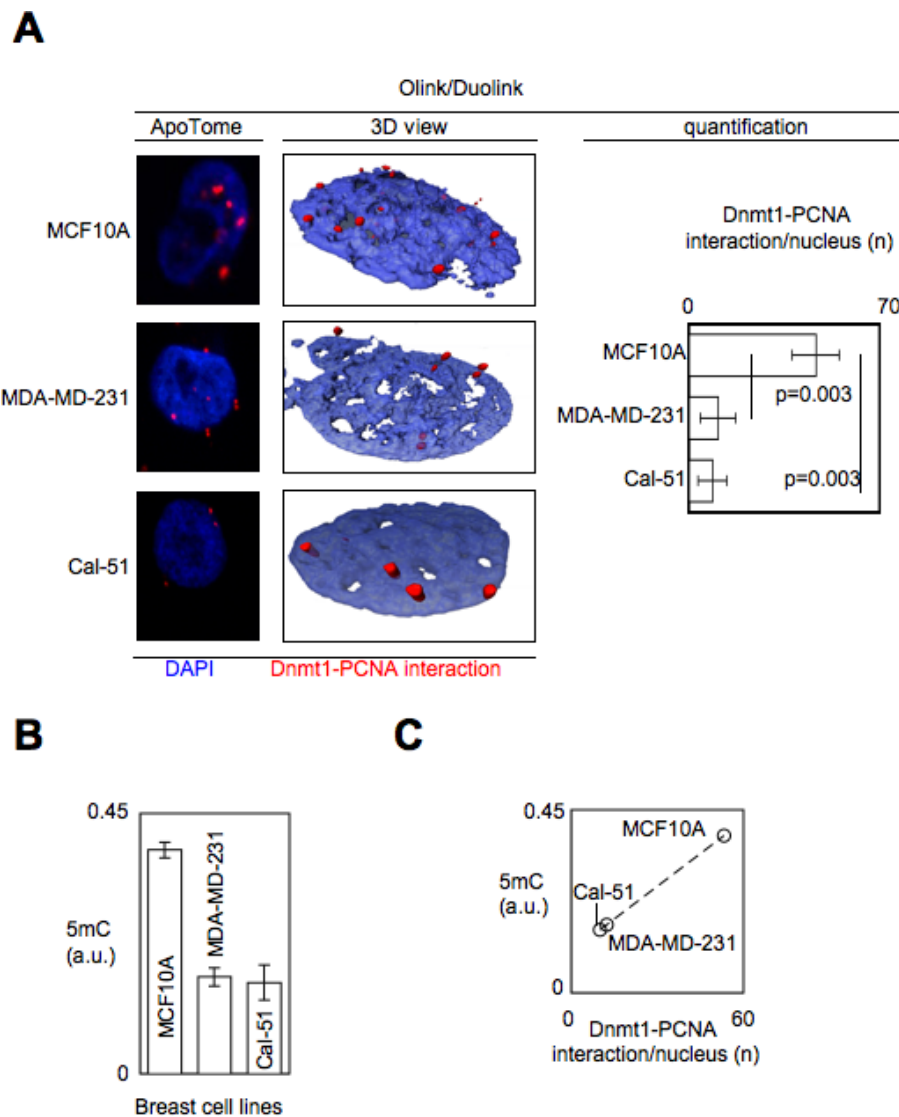 A
Olink/Duolink
ApoTome 3D view quantification
MCF10A
MDA-MD-231
Cal-51
DAPI Dnmt1-PCNA interaction
Dnmt1-PCNA
interaction/nucleus (n)
0 70
MCF10A
p=0.003
MDA-MD-231
Cal-51
p=0.003
B
0.45
5mC
(a.u.)
0
MCF10A
MDA-MD-231
Cal-51
Breast cell lines
C
0.45
MCF10A
5mC
(a.u.)
Cal-51
MDA-MD-231
0
0 60
Dnmt1-PCNA
interaction/nucleus (n)